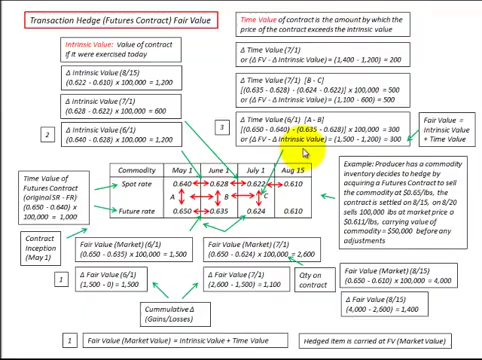 Transaction Hedge (Futures Contract) Fair Value
Time Value of contract is the amount by which the
price of the contract exceeds the intrinsic value
Intrinsic Value: Value of contract
if it were exercised today
Δ Time Value (7/1)
or (Δ FV - Δ Intrinsic Value) = (1,400 - 1,200) = 200
Δ Intrinsic Value (8/15)
(0.622 - 0.610) x 100,000 = 1,200
Δ Time Value (7/1) [B - C]
[(0.635 - 0.628) - (0.624 - 0.622)] x 100,000 = 500
or (Δ FV - Δ Intrinsic Value) = (1,100 - 600) = 500
Δ Intrinsic Value (7/1)
(0.628 - 0.622) x 100,000 = 600
Δ Time Value (6/1) [A - B]
[(0.650 - 0.640) - (0.635 - 0.628)] x 100,000 = 300
or (Δ FV - Δ Intrinsic Value) = (1,500 - 1,200) = 300
2
Δ Intrinsic Value (6/1)
(0.640 - 0.628) x 100,000 = 1,200
3
Fair Value =
Intrinsic Value
+ Time Value
Time Value of
Futures Contract
(original SR - FR)
(0.650 - 0.640) x
100,000 = 1,000
Commodity May 1 June 1 July 1 Aug 15
Spot rate 0.640 0.628 0.622 0.610
A B C
Future rate 0.650 0.635 0.624 0.610
Example: Producer has a commodity
inventory decides to hedge by
acquiring a Futures Contract to sell
the commodity at $0.65/lbs, the
contract is settled on 8/15, on 8/20
sells 100,000 lbs at market price a
$0.611/lbs, carrying value of
commodity = $50,000 before any
adjustments
Contract
Inception
(May 1)
Fair Value (Market) (6/1)
(0.650 - 0.635) x 100,000 = 1,500
Fair Value (Market) (7/1)
(0.650 - 0.624) x 100,000 = 2,600
1
Δ Fair Value (6/1)
(1,500 - 0) = 1,500
Δ Fair Value (7/1)
(2,600 - 1,500) = 1,100
Qty on
contract
Fair Value (Market) (8/15)
(0.650 - 0.610) x 100,000 = 4,000
Δ Fair Value (8/15)
(4,000 - 2,600) = 1,400
Cummulative Δ
(Gains/Losses)
1 Fair Value (Market Value) = Intrinsic Value + Time Value
Hedged item is carried at FV (Market Value)